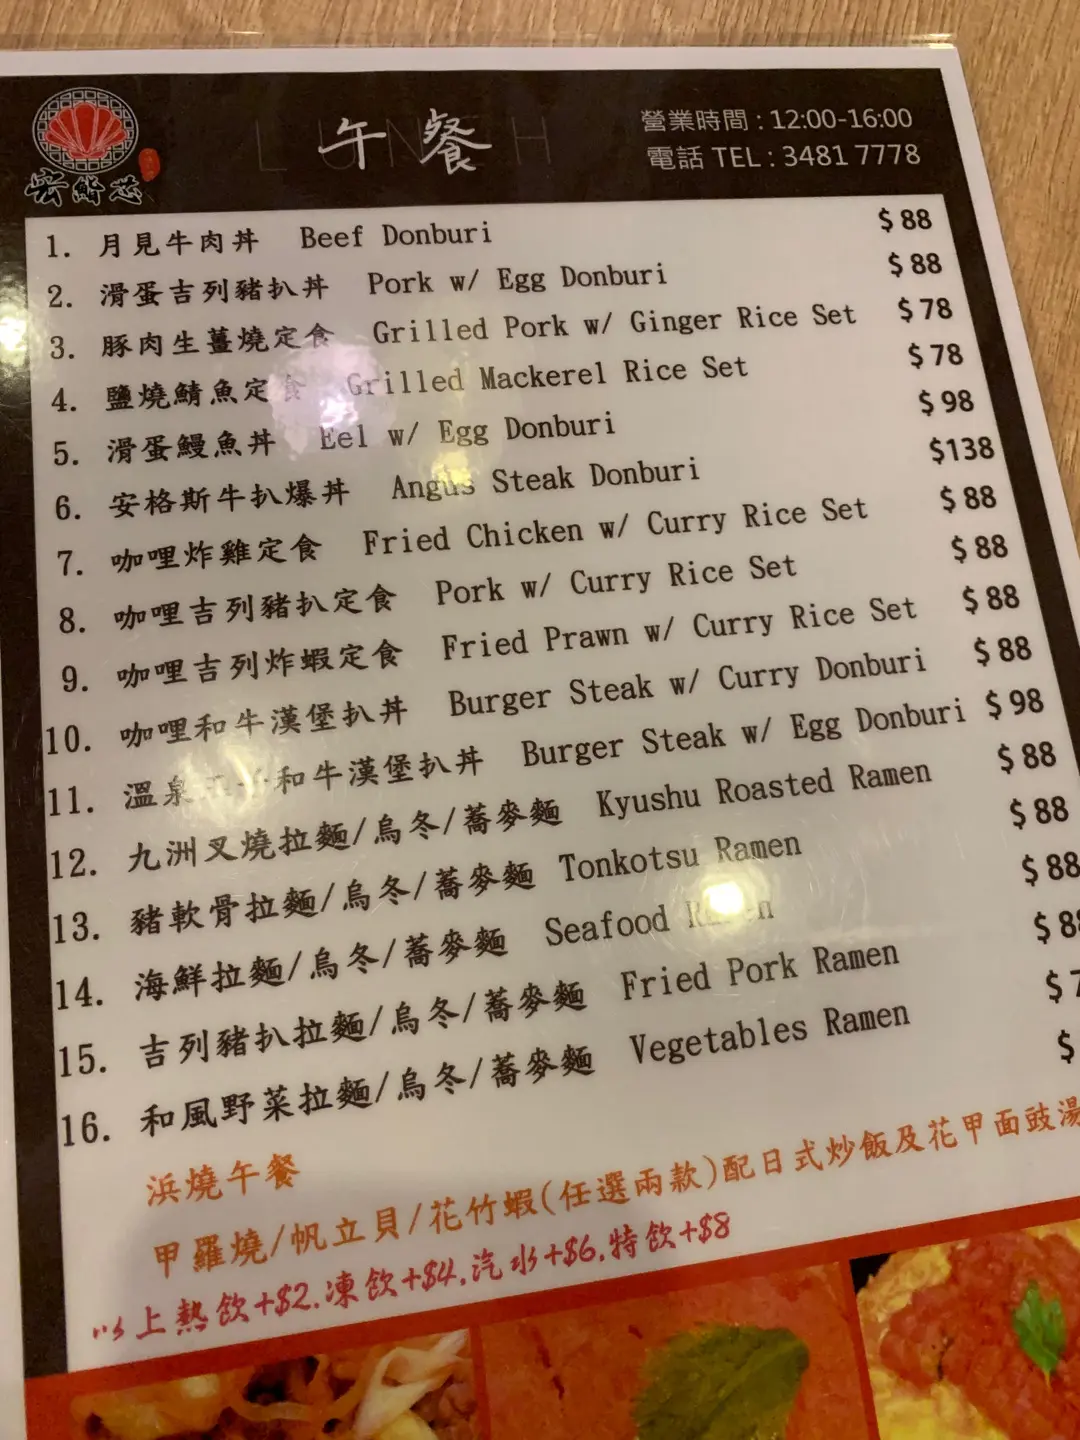 宏鮨芯
LUNCH
午餐
營業時間 : 12:00-16:00
電話 TEL : 3481 7778
1. 月見牛肉丼 Beef Donburi $88
2. 滑蛋吉列豬扒丼 Pork w/ Egg Donburi $88
3. 豚肉生薑燒定食 Grilled Pork w/ Ginger Rice Set $78
4. 鹽燒鯖魚定食 Grilled Mackerel Rice Set $78
5. 滑蛋鰻魚丼 Eel w/ Egg Donburi $98
6. 安格斯牛扒爆丼 Angus Steak Donburi $138
7. 咖哩炸雞定食 Fried Chicken w/ Curry Rice Set $88
8. 咖哩吉列豬扒定食 Pork w/ Curry Rice Set $88
9. 咖哩吉列炸蝦定食 Fried Prawn w/ Curry Rice Set $88
10. 咖哩和牛漢堡扒丼 Burger Steak w/ Curry Donburi $88
11. 溫泉玉子和牛漢堡扒丼 Burger Steak w/ Egg Donburi $98
12. 九洲叉燒拉麵/烏冬/蕎麥麵 Kyushu Roasted Ramen $88
13. 豬軟骨拉麵/烏冬/蕎麥麵 Tonkotsu Ramen $88
14. 海鮮拉麵/烏冬/蕎麥麵 Seafood Ramen $88
15. 吉列豬扒拉麵/烏冬/蕎麥麵 Fried Pork Ramen $8
16. 和風野菜拉麵/烏冬/蕎麥麵 Vegetables Ramen $7
浜燒午餐 $
甲羅燒/帆立貝/花竹蝦(任選兩款)配日式炒飯及花甲面豉湯
以上熱飲+$2.凍飲+$4.汽水+$6.特飲+$8